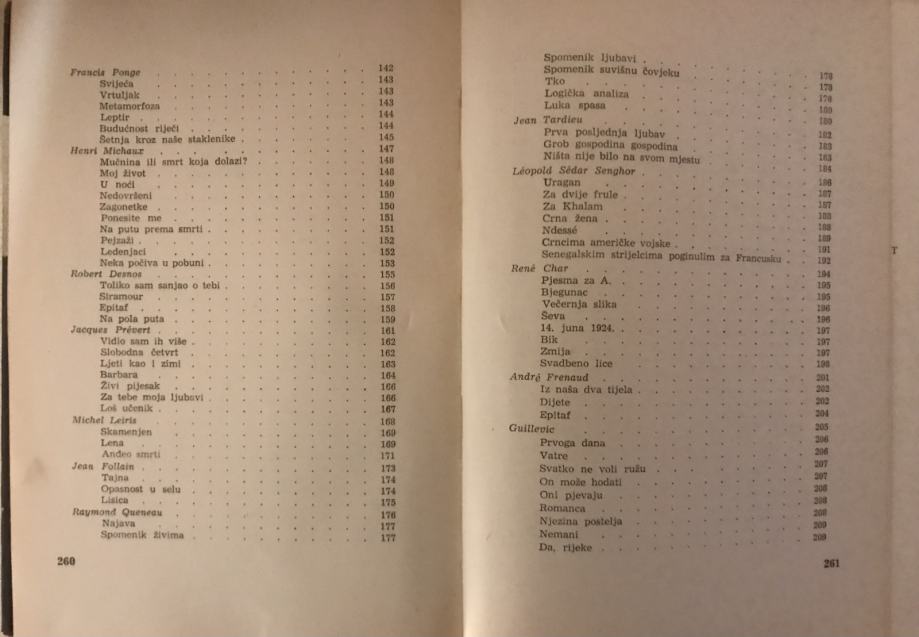 Francis Ponge . . . 142
Svijeća . . . 143
Vrtuljak . . . 143
Metamorfoza . . . 143
Leptir . . . 144
Budućnost riječi . . . 144
Šetnja kroz naše staklenike . . . 145
Henri Michaux . . . 147
Mučnina ili smrt koja dolazi? . . . 148
Moj život . . . 148
U noći . . . 149
Nedovršeni . . . 150
Zagonetke . . . 150
Ponesite me . . . 151
Na putu prema smrti . . . 151
Pejzaži . . . 152
Ledenjaci . . . 152
Neka počiva u pobuni . . . 153
Robert Desnos . . . 155
Toliko sam sanjao o tebi . . . 156
Siramour . . . 157
Epitaf . . . 158
Na pola puta . . . 159
Jacques Prévert . . . 161
Vidio sam ih više . . . 162
Slobodna četvrt . . . 162
Ljeti kao i zimi . . . 163
Barbara . . . 164
Živi pijesak . . . 166
Za tebe moja ljubavi . . . 166
Loš učenik . . . 167
Michel Leiris . . . 168
Skamenjen . . . 169
Lena . . . 169
Anđeo smrti . . . 171
Jean Follain . . . 173
Tajna . . . 174
Opasnost u selu . . . 174
Lisica . . . 175
Raymond Queneau . . . 176
Najava . . . 177
Spomenik živima . . . 177
260
Spomenik ljubavi . . . 178
Spomenik suvišnu čovjeku . . . 178
Tko . . . 178
Logička analiza . . . 180
Luka spasa . . . 180
Jean Tardieu . . . 182
Prva posljednja ljubav . . . 183
Grob gospodina gospodina . . . 183
Ništa nije bilo na svom mjestu . . . 184
Léopold Sédar Senghor . . . 186
Uragan . . . 187
Za dvije frule . . . 187
Za Khalam . . . 188
Crna žena . . . 188
Ndessé . . . 189
Crncima američke vojske . . . 191
Senegalskim strijelcima poginulim za Francusku . . . 192
René Char . . . 194
Pjesma za A. . . . 195
Bjegunac . . . 195
Večernja slika . . . 196
Ševa . . . 196
14. juna 1924. . . . 197
Bik . . . 197
Zmija . . . 197
Svadbeno lice . . . 198
André Frenaud . . . 201
Iz naša dva tijela . . . 202
Dijete . . . 202
Epitaf . . . 204
Guillevic . . . 205
Prvoga dana . . . 206
Vatre . . . 206
Svatko ne voli ružu . . . 207
On može hodati . . . 207
Oni pjevaju . . . 208
Romanca . . . 208
Njezina postelja . . . 208
Nemani . . . 209
Da, rijeke . . . 209
261
T